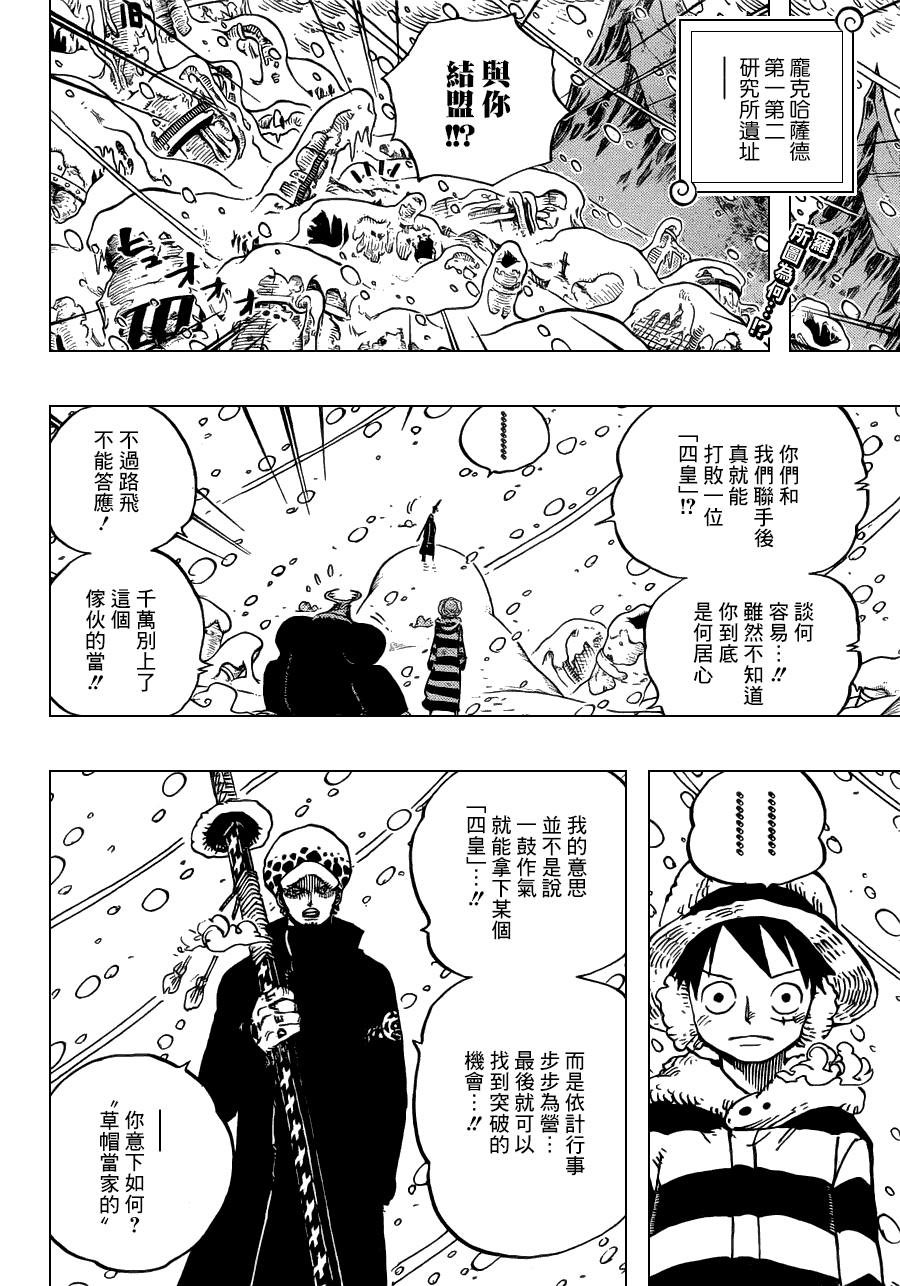 龐克哈薩德
第一第二
研究所遺址
——
羅
所圖為何…!?
與你
結盟!!?
你們和
我們聯手後
真就能
打敗一位
「四皇」!?
談何
容易…!!
雖然不知道
你到底
是何居心
………
不過路飛
不能答應!
千萬別上了
這個
傢伙的當!!
………
………
我的意思
並不是說
一鼓作氣
就能拿下某個
「四皇」…!!
而是依計行事
步步為營…
最後就可以
找到突破的
機會…!!
——
你意下如何?
〝草帽當家的〞